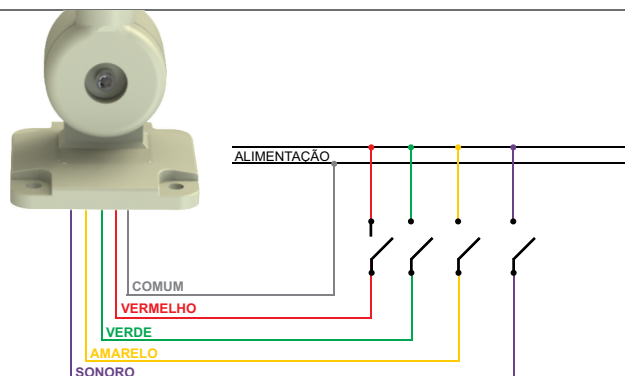 ALIMENTAÇÃO
COMUM
VERMELHO
VERDE
AMARELO
SONORO